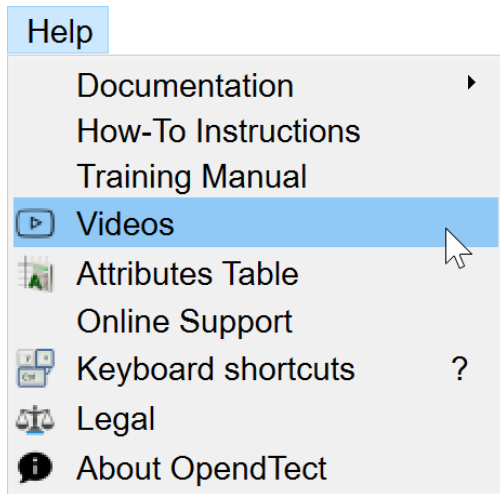 Help
Documentation
How-To Instructions
Training Manual
Videos
Attributes Table
Online Support
Keyboard shortcuts ?
Legal
About OpendTect